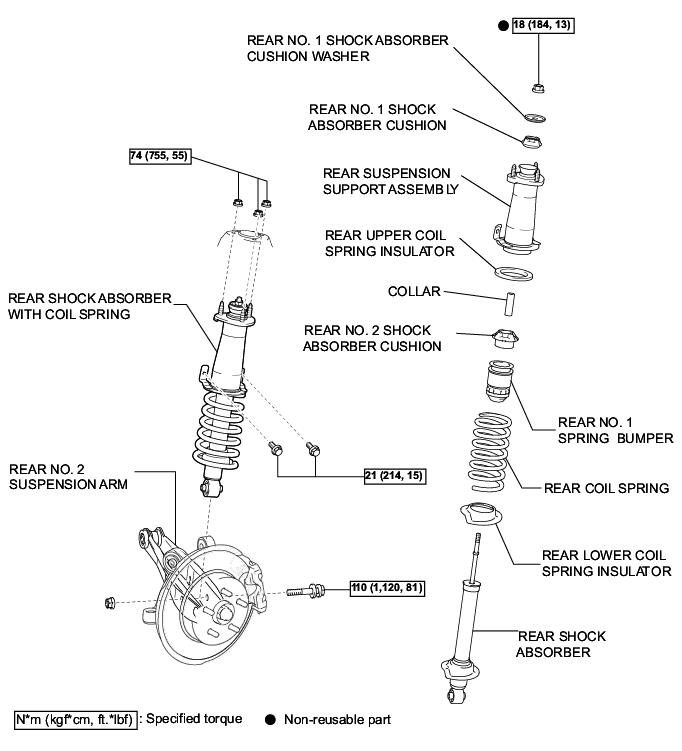 18 (184, 13)
REAR NO. 1 SHOCK ABSORBER
CUSHION WASHER
REAR NO. 1 SHOCK
ABSORBER CUSHION
74 (755, 55)
REAR SUSPENSION
SUPPORT ASSEMBLY
REAR UPPER COIL
SPRING INSULATOR
COLLAR
REAR SHOCK ABSORBER
WITH COIL SPRING
REAR NO. 2 SHOCK
ABSORBER CUSHION
REAR NO. 1
SPRING BUMPER
REAR NO. 2
SUSPENSION ARM
21 (214, 15)
REAR COIL SPRING
REAR LOWER COIL
SPRING INSULATOR
110 (1,120, 81)
REAR SHOCK
ABSORBER
N*m (kgf*cm, ft.*lbf) : Specified torque ● Non-reusable part